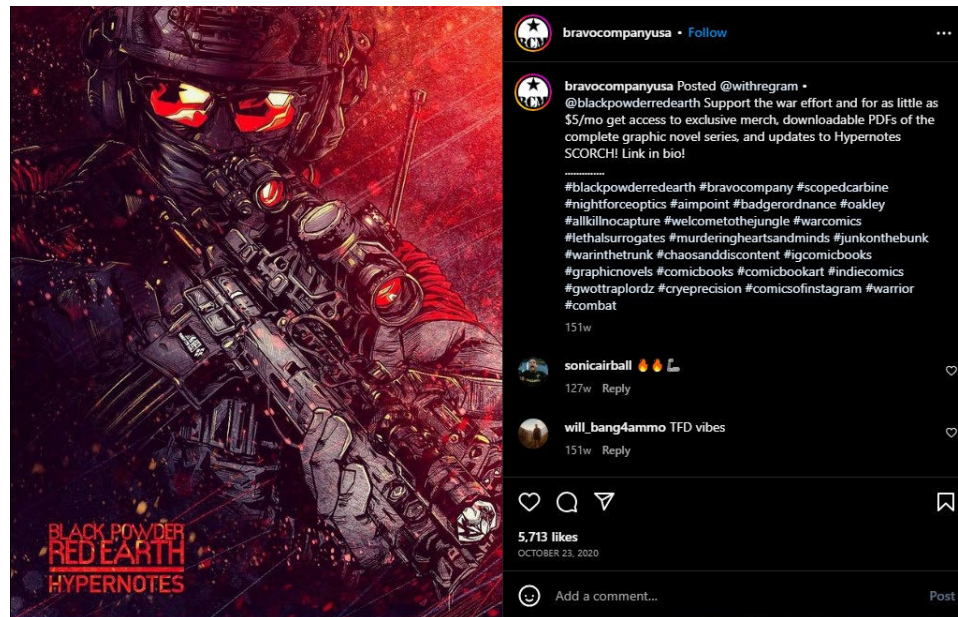 bravocompanyusa • Follow
bravocompanyusa Posted @withregram •
@blackpowderredearth Support the war effort and for as little as
$5/mo get access to exclusive merch, downloadable PDFs of the
complete graphic novel series, and updates to Hypernotes
SCORCH! Link in bio!
..............
#blackpowderredearth #bravocompany #scopedcarbine
#nightforceoptics #aimpoint #badgerordnance #oakley
#allkillnocapture #welcometothejungle #warcomics
#lethalsurrogates #murderingheartsandminds #junkonthebunk
#warinthetrunk #chaosanddiscontent #igcomicbooks
#graphicnovels #comicbooks #comicbookart #indiecomics
#gwottraplordz #cryeprecision #comicsofinstagram #warrior
#combat
151w
sonicairball 🔥🔥🦾
127w Reply
will_bang4ammo TFD vibes
151w Reply
5,713 likes
OCTOBER 23, 2020
Add a comment... Post
BLACK POWDER
RED EARTH
HYPERNOTES
BCM
BCM